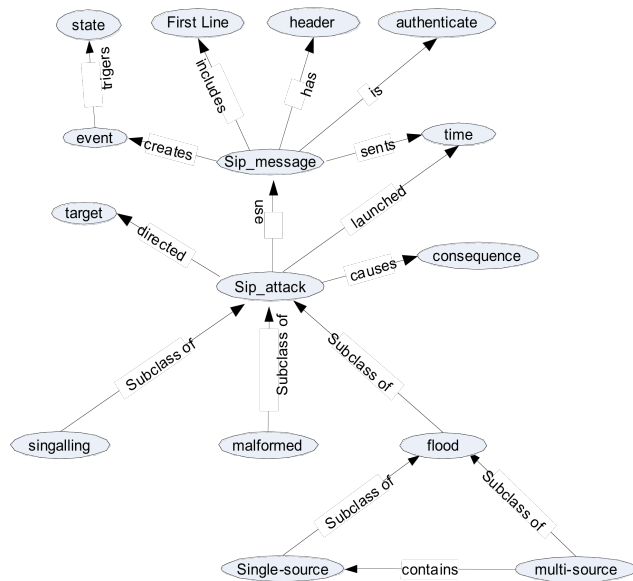 state
First Line
header
authenticate
trigers
includes
has
is
event
creates
Sip_message
sents
time
target
directed
use
launched
Sip_attack
causes
consequence
Subclass of
Subclass of
Subclass of
singalling
malformed
flood
Subclass of
Subclass of
Single-source
contains
multi-source